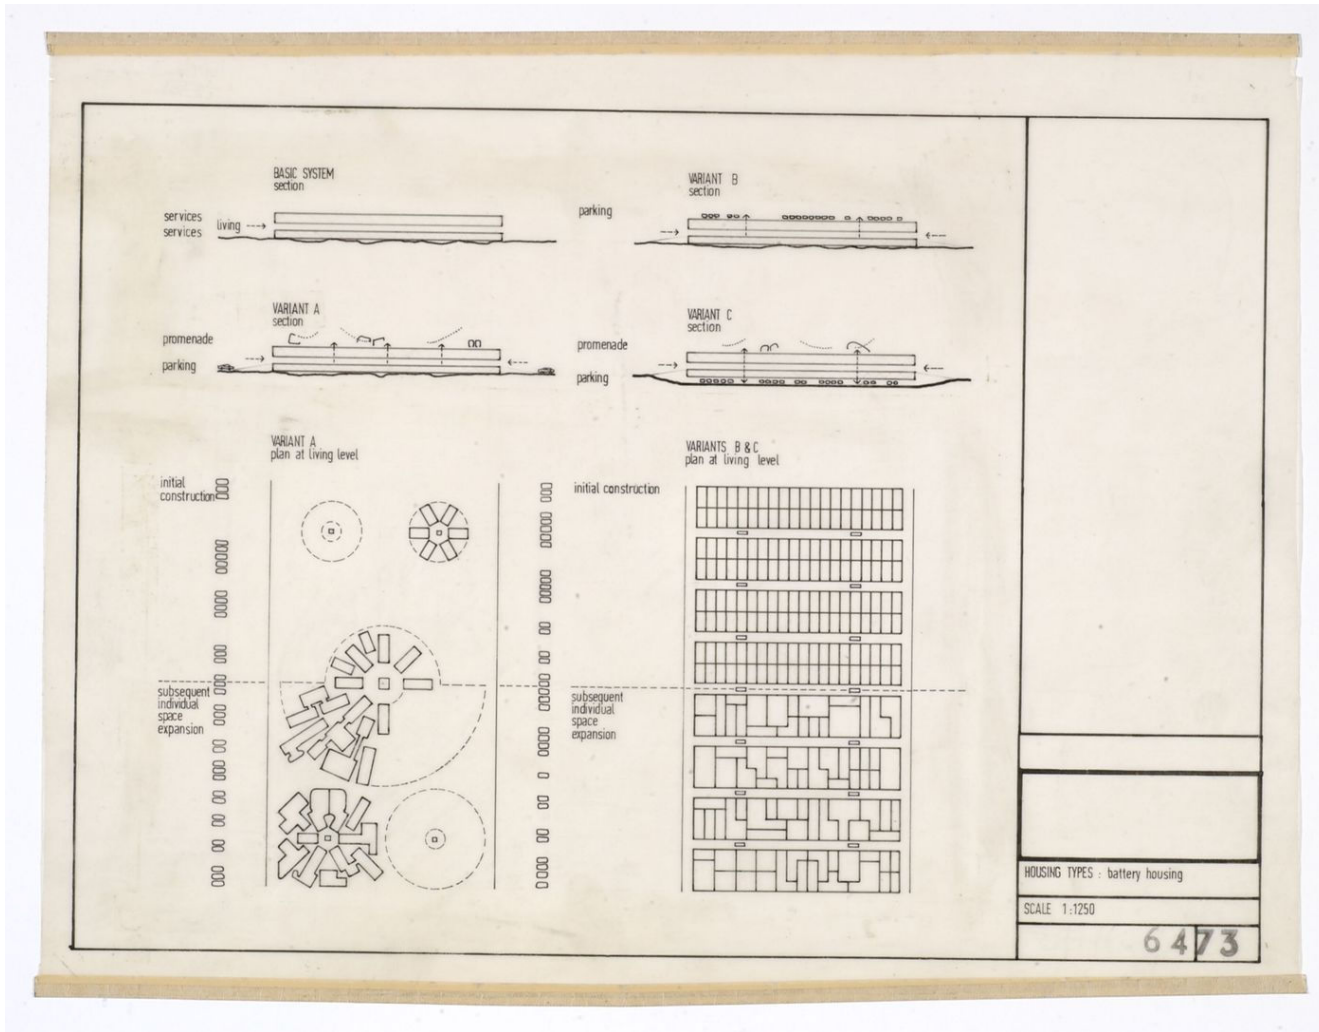 BASIC SYSTEM
section
services
living
services
VARIANT B
section
parking
VARIANT A
section
promenade
parking
VARIANT C
section
promenade
parking
VARIANT A
plan at living level
initial
construction
subsequent
individual
space
expansion
VARIANTS B & C
plan at living level
initial construction
subsequent
individual
space
expansion
HOUSING TYPES : battery housing
SCALE 1:1250
6473